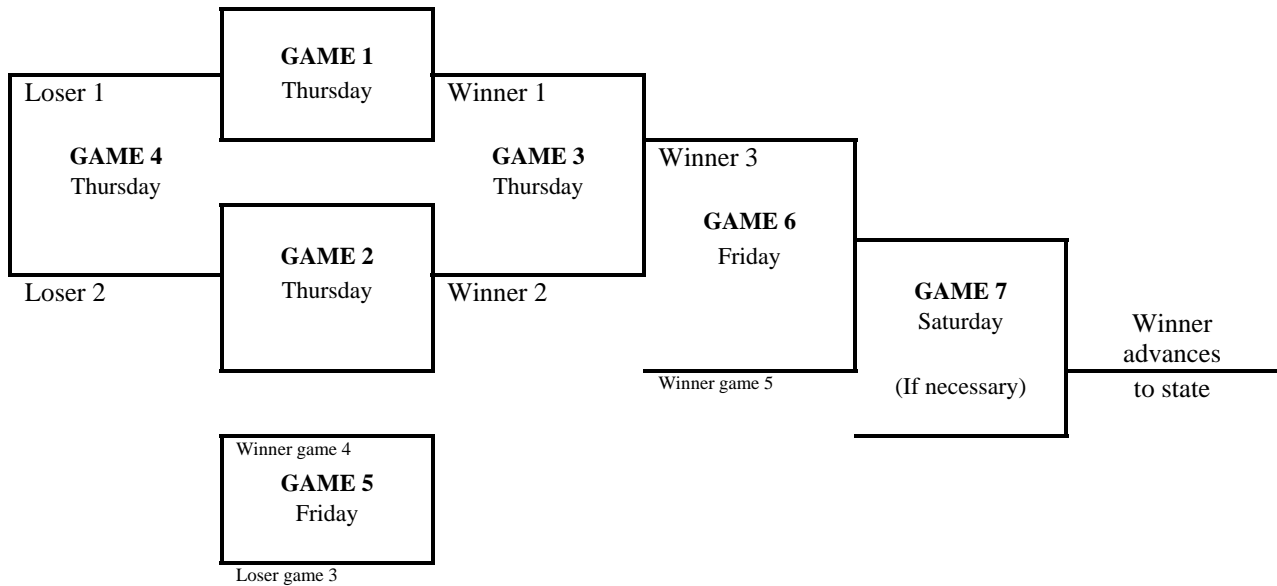 GAME 1
Thursday
Loser 1
Winner 1
GAME 4
Thursday
GAME 3
Thursday
Winner 3
GAME 2
Thursday
GAME 6
Friday
Loser 2
Winner 2
GAME 7
Saturday
(If necessary)
Winner
advances
to state
Winner game 5
Winner game 4
GAME 5
Friday
Loser game 3